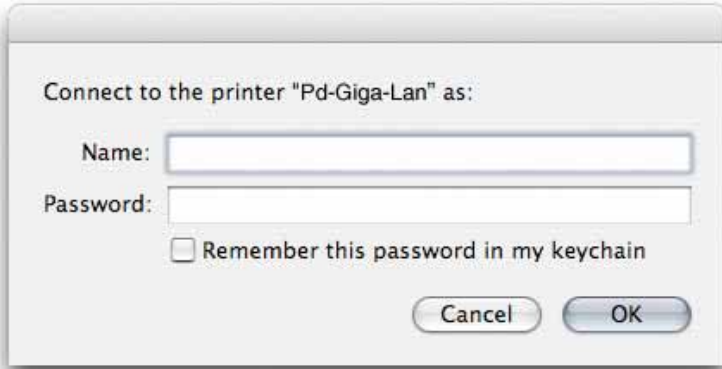 Connect to the printer "Pd-Giga-Lan” as:
Name:
Password:
Remember this password in my keychain
Cancel OK